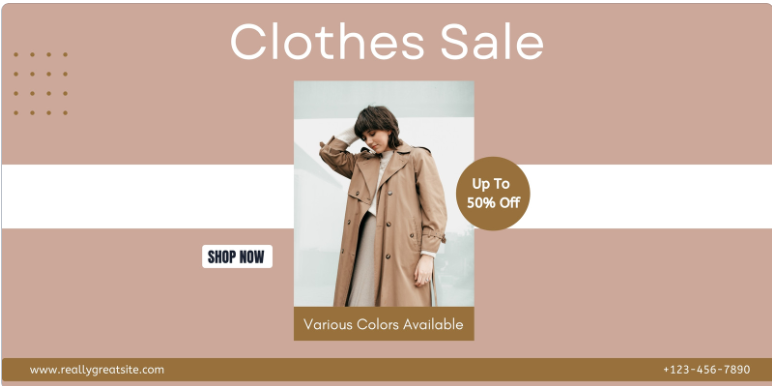 Clothes Sale
Up To
50% Off
SHOP NOW
Various Colors Available
www.reallygreatsite.com
+123-456-7890